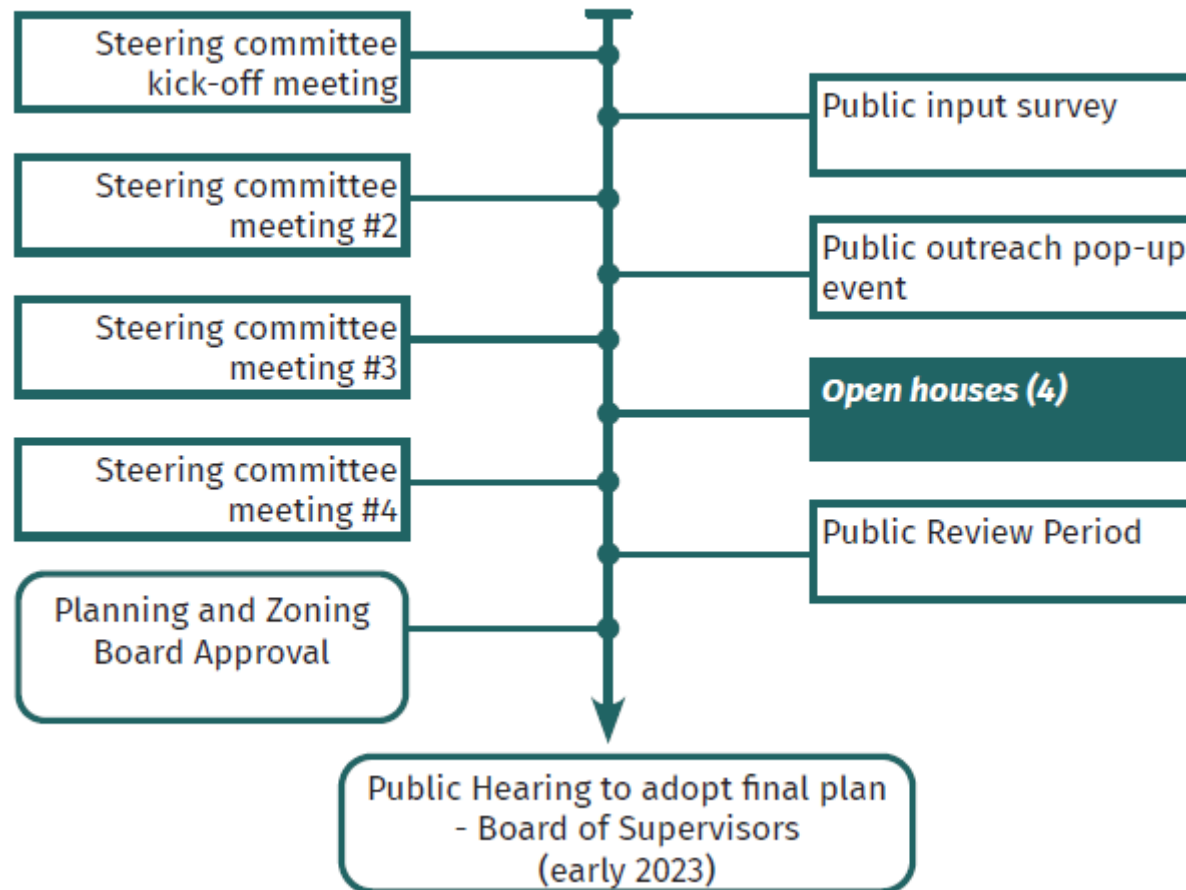 Steering committee
kick-off meeting
Public input survey
Steering committee
meeting #2
Public outreach pop-up
event
Steering committee
meeting #3
Open houses (4)
Steering committee
meeting #4
Public Review Period
Planning and Zoning
Board Approval
Public Hearing to adopt final plan
- Board of Supervisors
(early 2023)